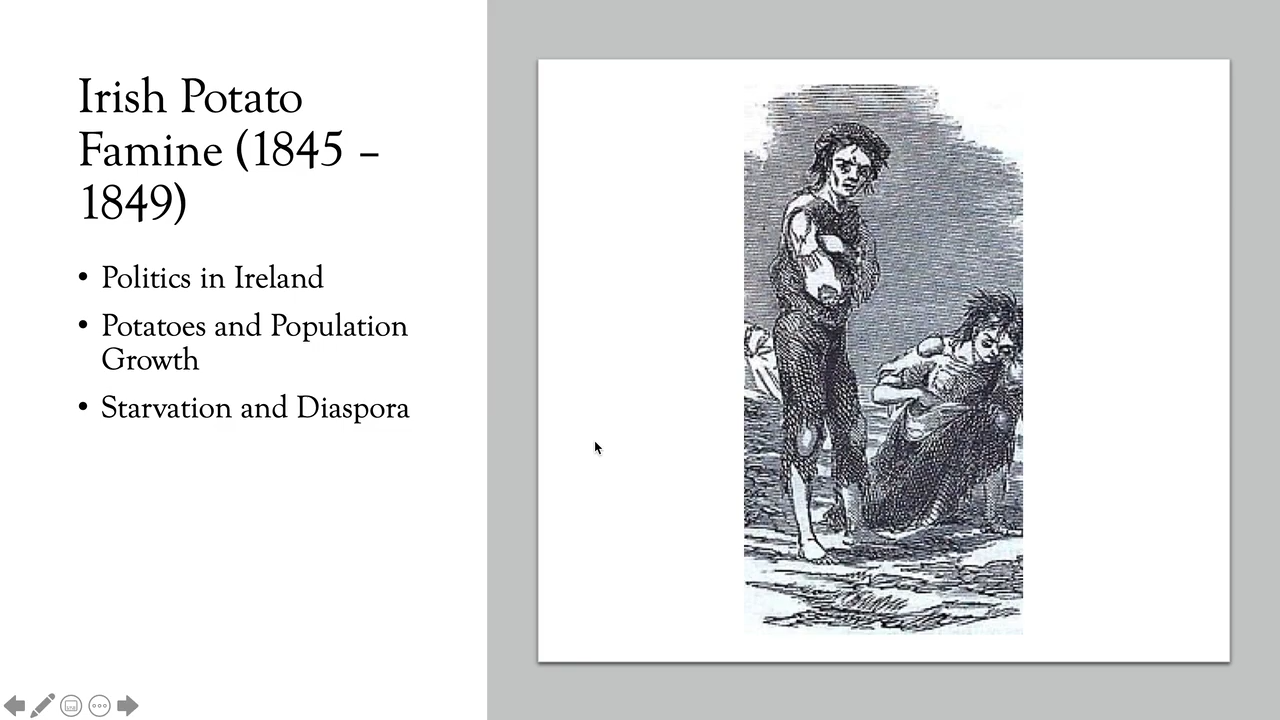 Irish Potato
Famine (1845 –
1849)
• Politics in Ireland
• Potatoes and Population
Growth
• Starvation and Diaspora